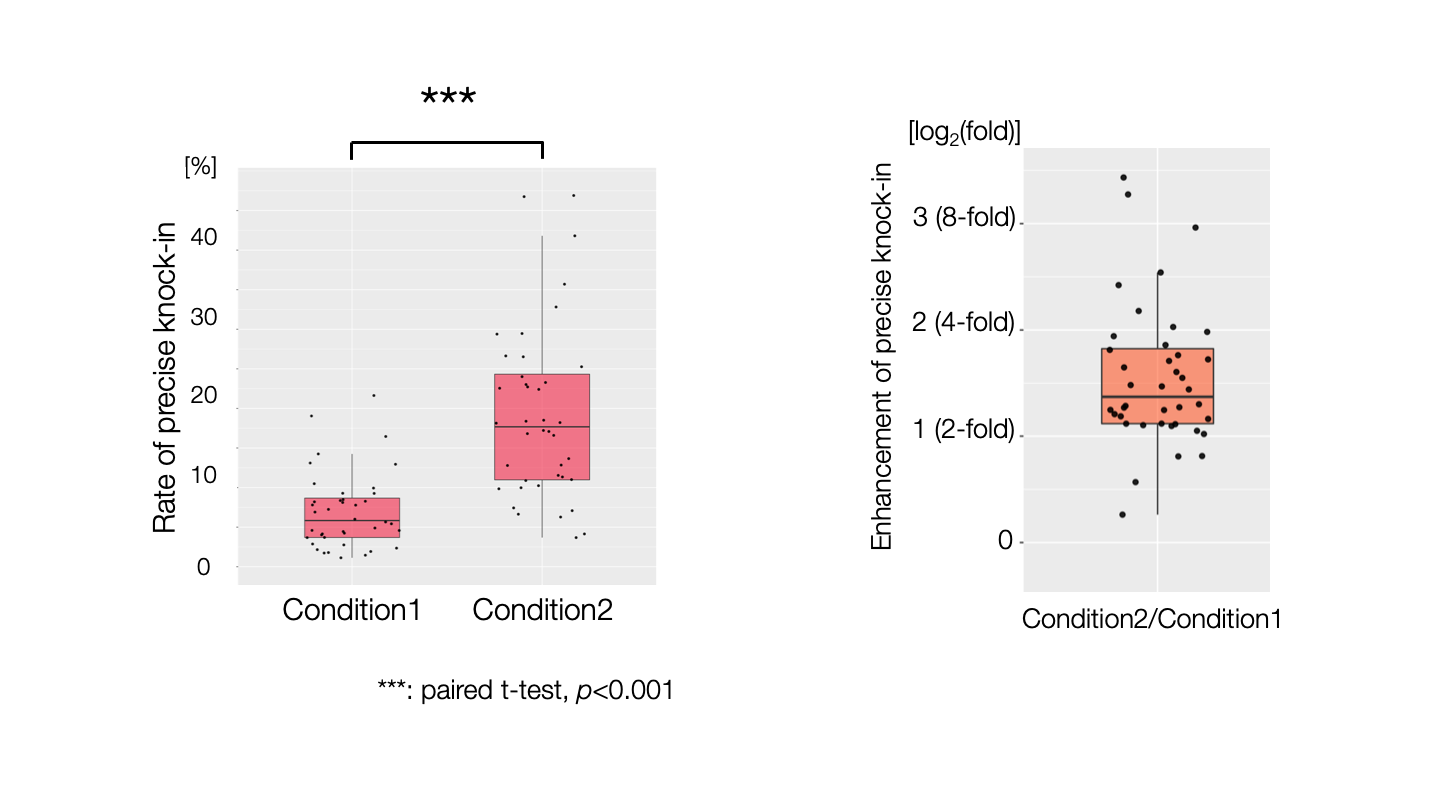 ***
[%]
Rate of precise knock-in
40
30
20
10
0
Condition1
Condition2
***: paired t-test, p<0.001
[log2(fold)]
Enhancement of precise knock-in
3 (8-fold)
2 (4-fold)
1 (2-fold)
0
Condition2/Condition1